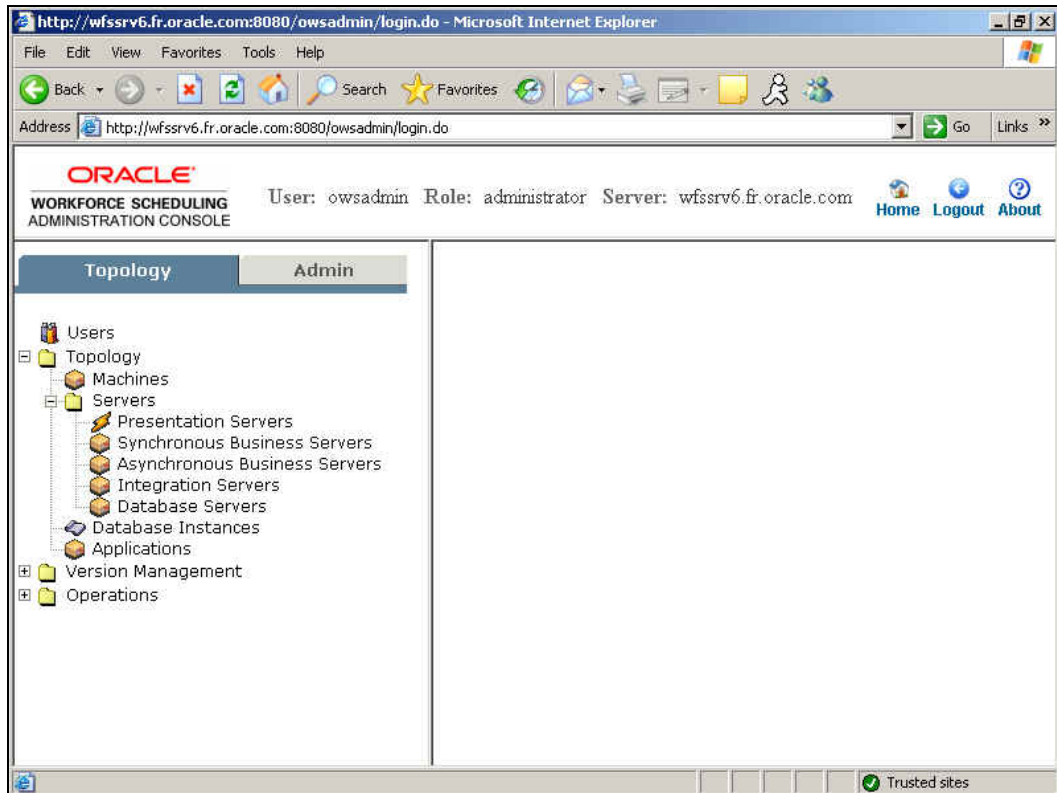 http://wfssrv6.fr.oracle.com:8080/owsadmin/login.do - Microsoft Internet Explorer
File Edit View Favorites Tools Help
Back Search Favorites
Address http://wfssrv6.fr.oracle.com:8080/owsadmin/login.do Go Links »
ORACLE
WORKFORCE SCHEDULING
ADMINISTRATION CONSOLE
User: owsadmin Role: administrator Server: wfssrv6.fr.oracle.com
Home Logout About
Topology Admin
Users
Topology
Machines
Servers
Presentation Servers
Synchronous Business Servers
Asynchronous Business Servers
Integration Servers
Database Servers
Database Instances
Applications
Version Management
Operations
Trusted sites